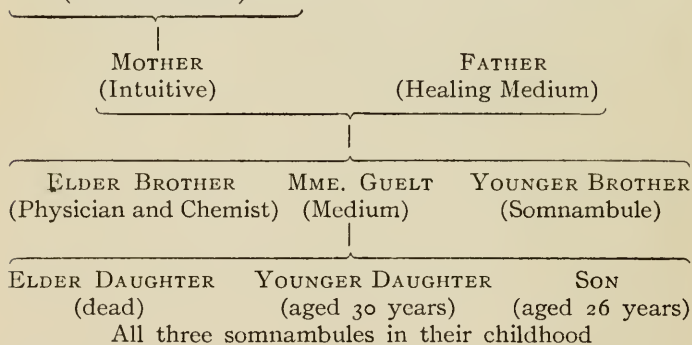 MOTHER FATHER
(Intuitive) (Healing Medium)
ELDER BROTHER MME. GUELT YOUNGER BROTHER
(Physician and Chemist) (Medium) (Somnambule)
ELDER DAUGHTER YOUNGER DAUGHTER SON
(dead) (aged 30 years) (aged 26 years)
All three somnambules in their childhood